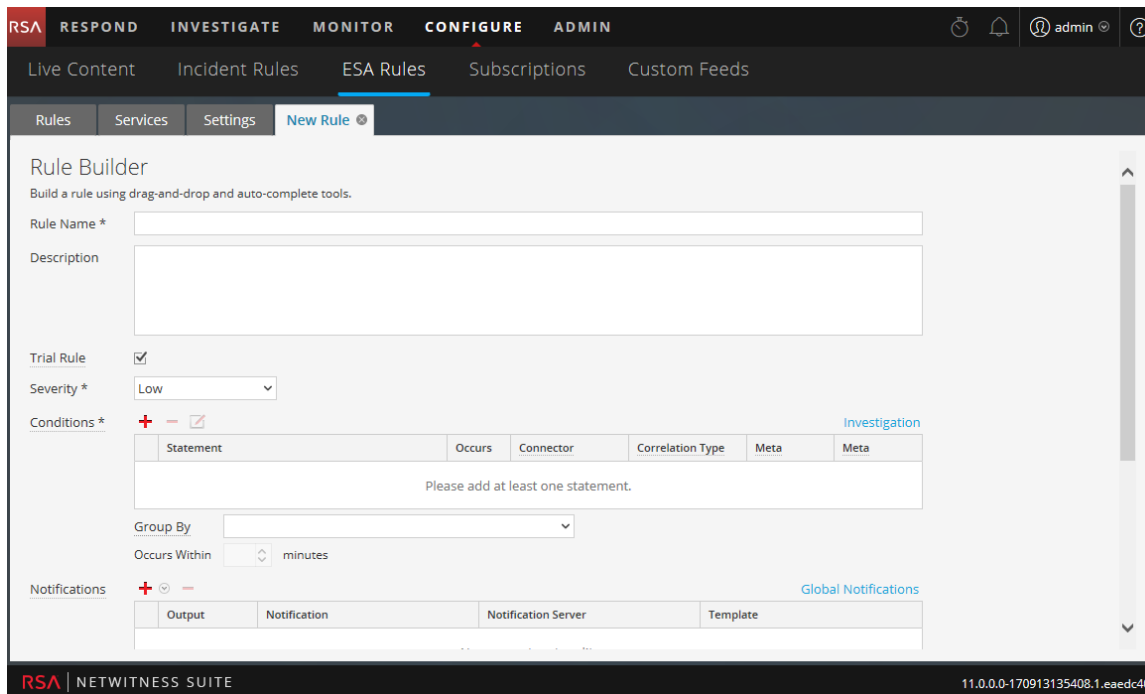 RSA RESPOND INVESTIGATE MONITOR CONFIGURE ADMIN admin ?
Live Content Incident Rules ESA Rules Subscriptions Custom Feeds
Rules Services Settings New Rule
Rule Builder
Build a rule using drag-and-drop and auto-complete tools.
Rule Name *
Description
Trial Rule
Severity * Low
Conditions * Investigation
Statement Occurs Connector Correlation Type Meta Meta
Please add at least one statement.
Group By
Occurs Within minutes
Notifications Global Notifications
Output Notification Notification Server Template
RSA | NETWITNESS SUITE 11.0.0.0-170913135408.1.eaedc4